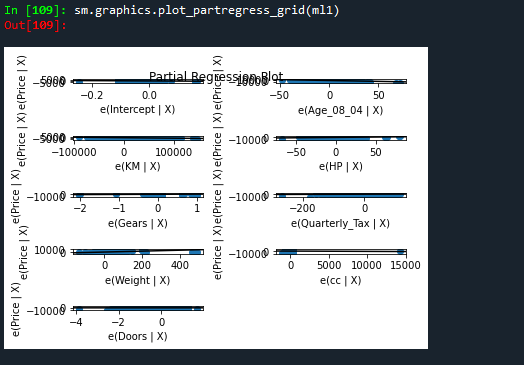 In [109]: sm.graphics.plot_partregress_grid(ml1)
Out[109]:
Partial Regression Plot
e(Price | X)
5000
-5000
-0.2 0.0
e(Intercept | X)
e(Price | X)
-10000
-50 0 50
e(Age_08_04 | X)
e(Price | X)
5000
-5000
-100000 0 100000
e(KM | X)
e(Price | X)
-10000
-50 0 50
e(HP | X)
e(Price | X)
-10000
0
-2 -1 0 1
e(Gears | X)
e(Price | X)
-10000
0
-200 0
e(Quarterly_Tax | X)
e(Price | X)
10000
0
0 200 400
e(Weight | X)
e(Price | X)
-10000
0
0 5000 10000 15000
e(cc | X)
e(Price | X)
-10000
0
-4 -2 0
e(Doors | X)